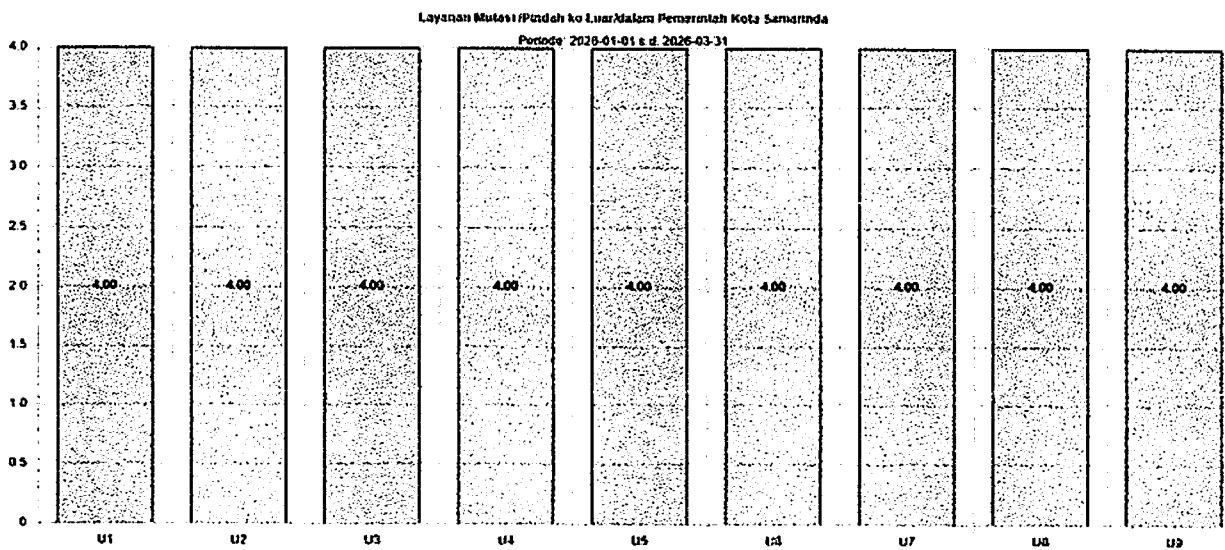 Layanan Mutasi /Pindah ke Luar/dalam Pemerintah Kota Samarinda
Periode: 2026-01-01 s.d. 2026-03-31
4.0
3.5
3.0
2.5
2.0
1.5
1.0
0.5
0
4.00 4.00 4.00 4.00 4.00 4.00 4.00 4.00 4.00
U1 U2 U3 U4 U5 U6 U7 U8 U9